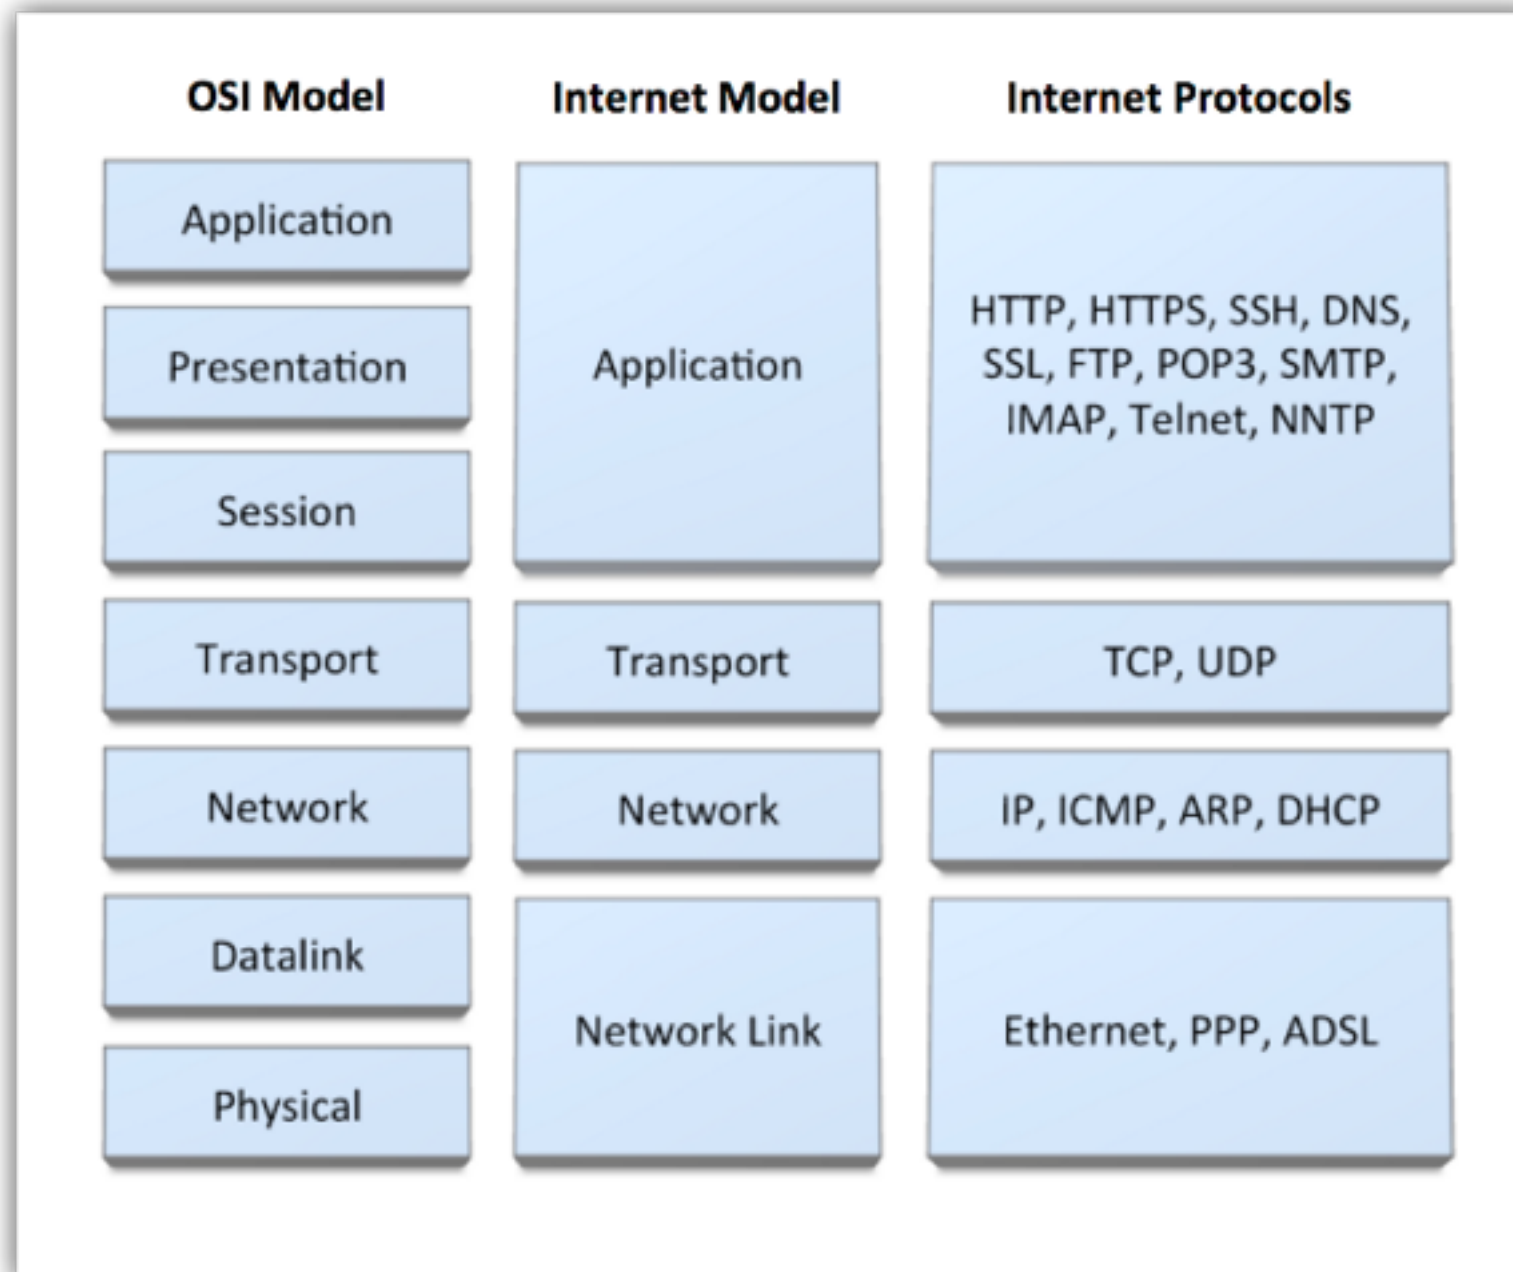 OSI Model
Internet Model
Internet Protocols
Application
Presentation
Session
Transport
Network
Datalink
Physical
Application
Transport
Network
Network Link
HTTP, HTTPS, SSH, DNS,
SSL, FTP, POP3, SMTP,
IMAP, Telnet, NNTP
TCP, UDP
IP, ICMP, ARP, DHCP
Ethernet, PPP, ADSL